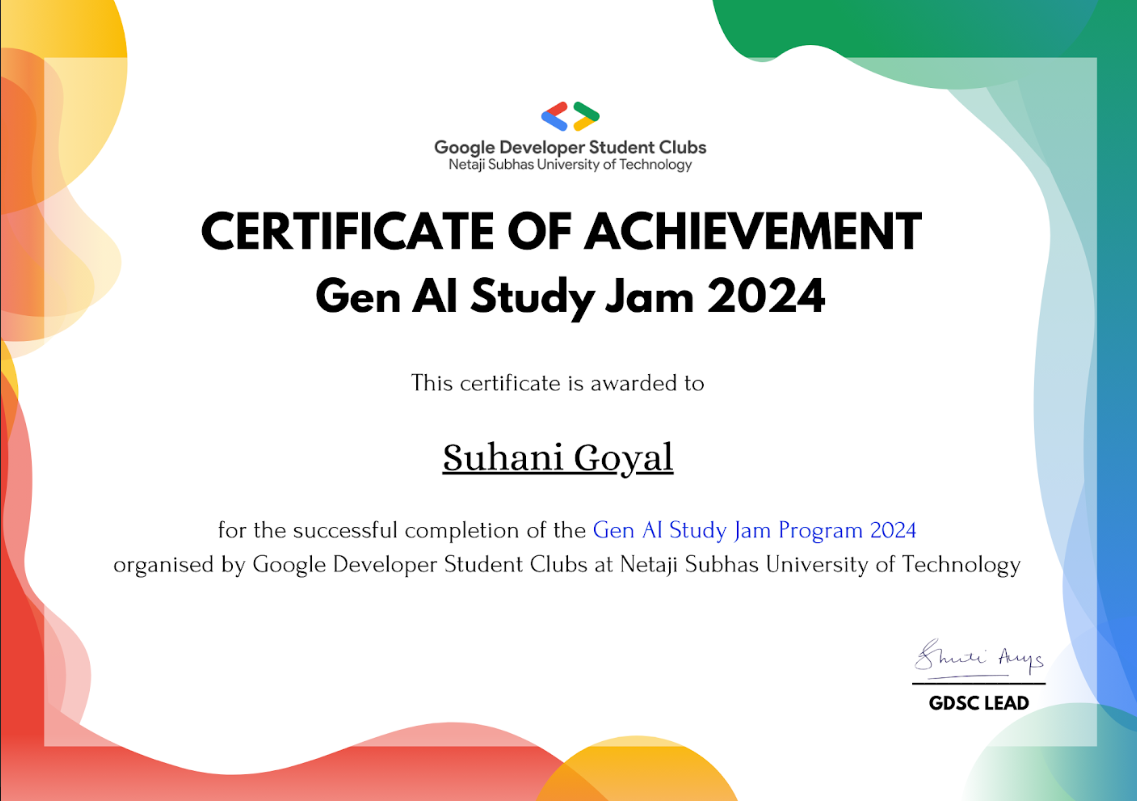 Google Developer Student Clubs
Netaji Subhas University of Technology
CERTIFICATE OF ACHIEVEMENT
Gen AI Study Jam 2024
This certificate is awarded to
Suhani Goyal
for the successful completion of the Gen AI Study Jam Program 2024
organised by Google Developer Student Clubs at Netaji Subhas University of Technology
GDSC LEAD